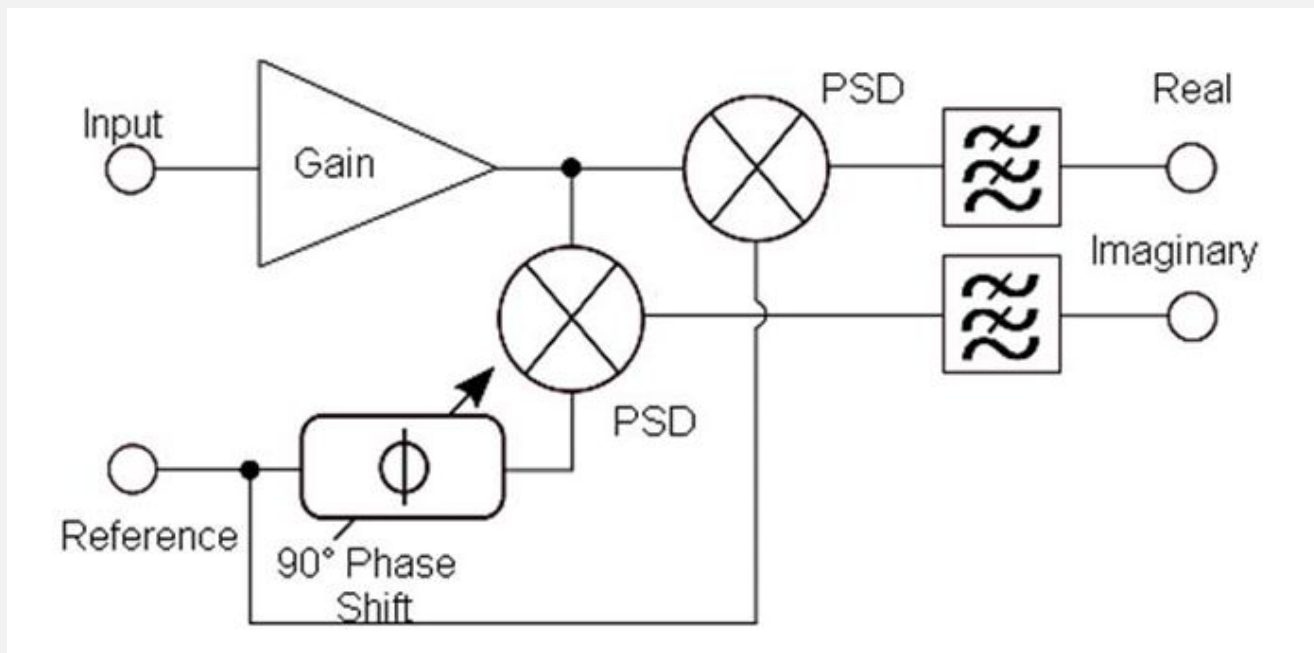 PSD
Real
Input
Gain
Imaginary
PSD
Reference
90° Phase
Shift